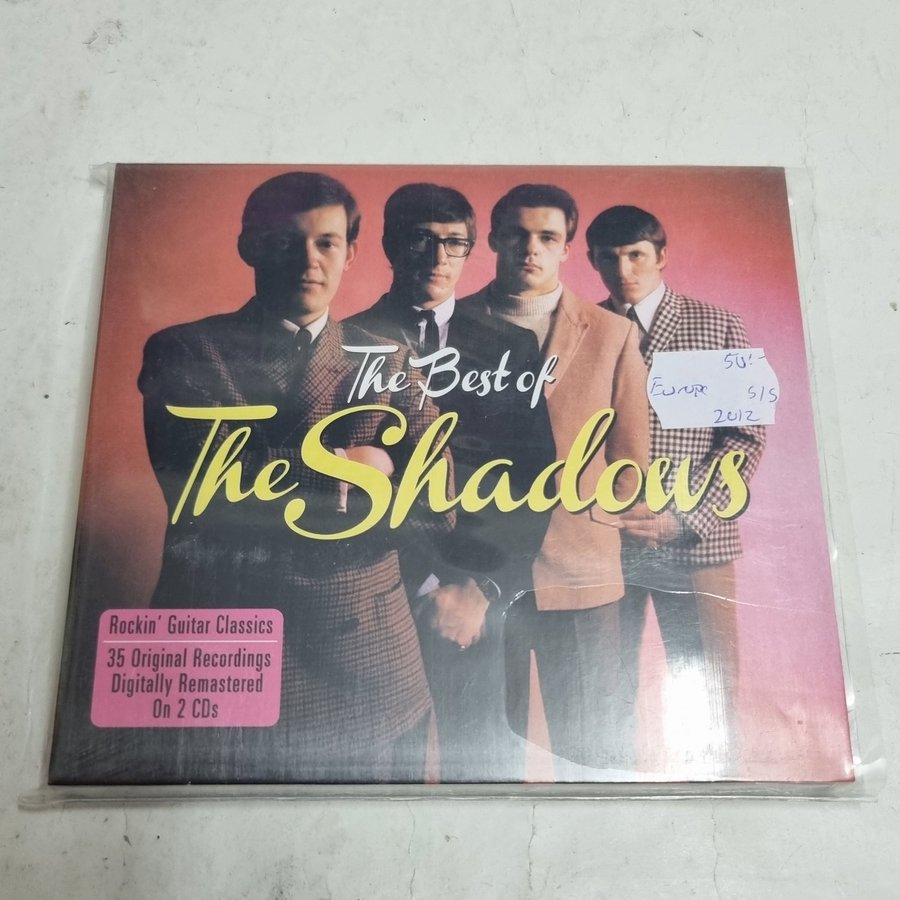 The Best of
The Shadows
50:-
Europe S/S
2012
Rockin' Guitar Classics
35 Original Recordings
Digitally Remastered
On 2 CDs